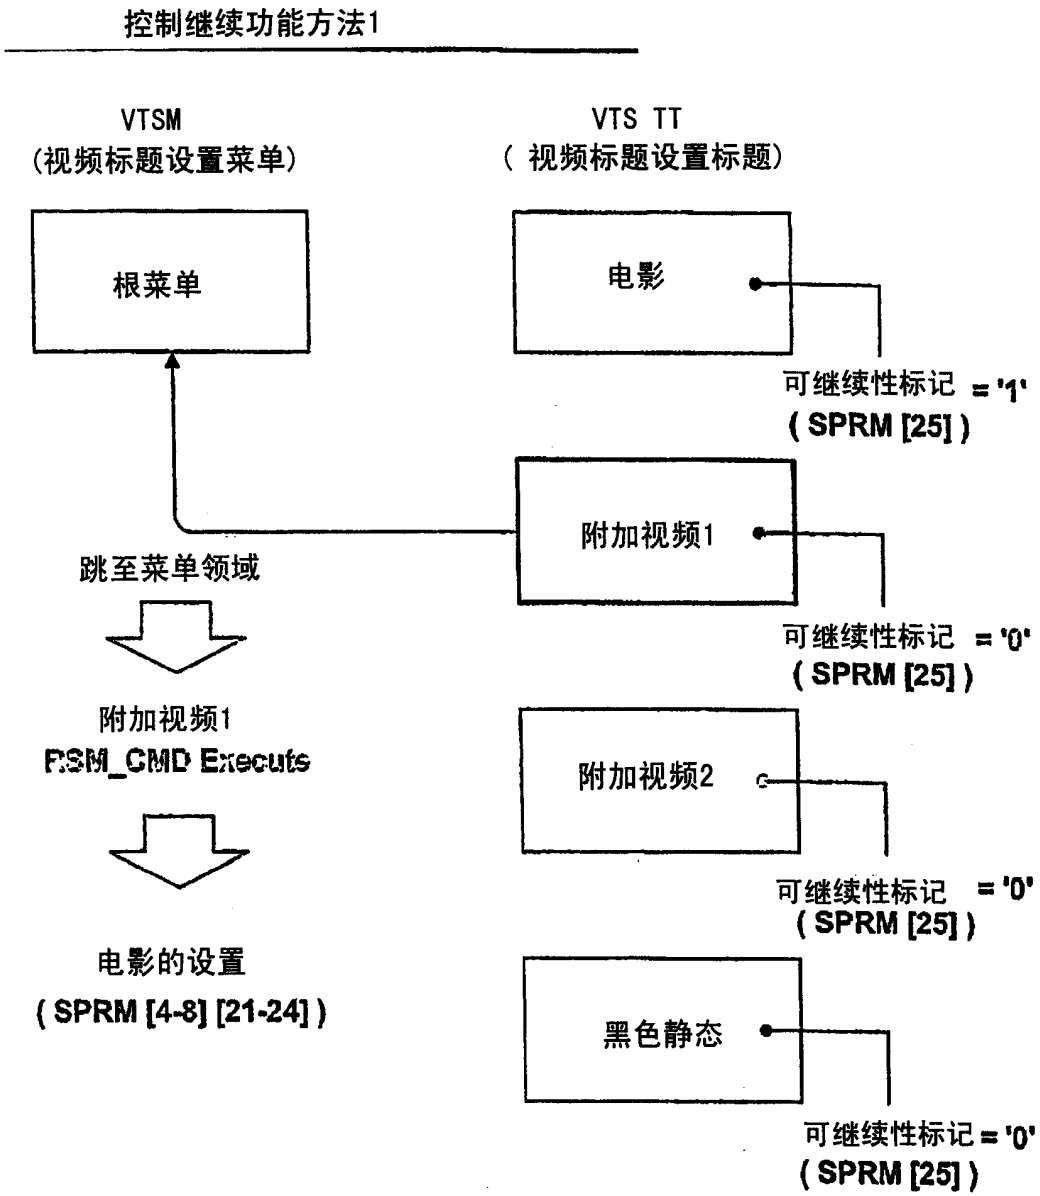 控制继续功能方法1
VTSM
(视频标题设置菜单)
VTS TT
( 视频标题设置标题)
根菜单
电影
可继续性标记 = '1'
( SPRM [25] )
附加视频1
可继续性标记 = '0'
( SPRM [25] )
跳至菜单领域
附加视频1
RSM_CMD Executs
附加视频2
可继续性标记 = '0'
( SPRM [25] )
电影的设置
( SPRM [4-8] [21-24] )
黑色静态
可继续性标记 = '0'
( SPRM [25] )